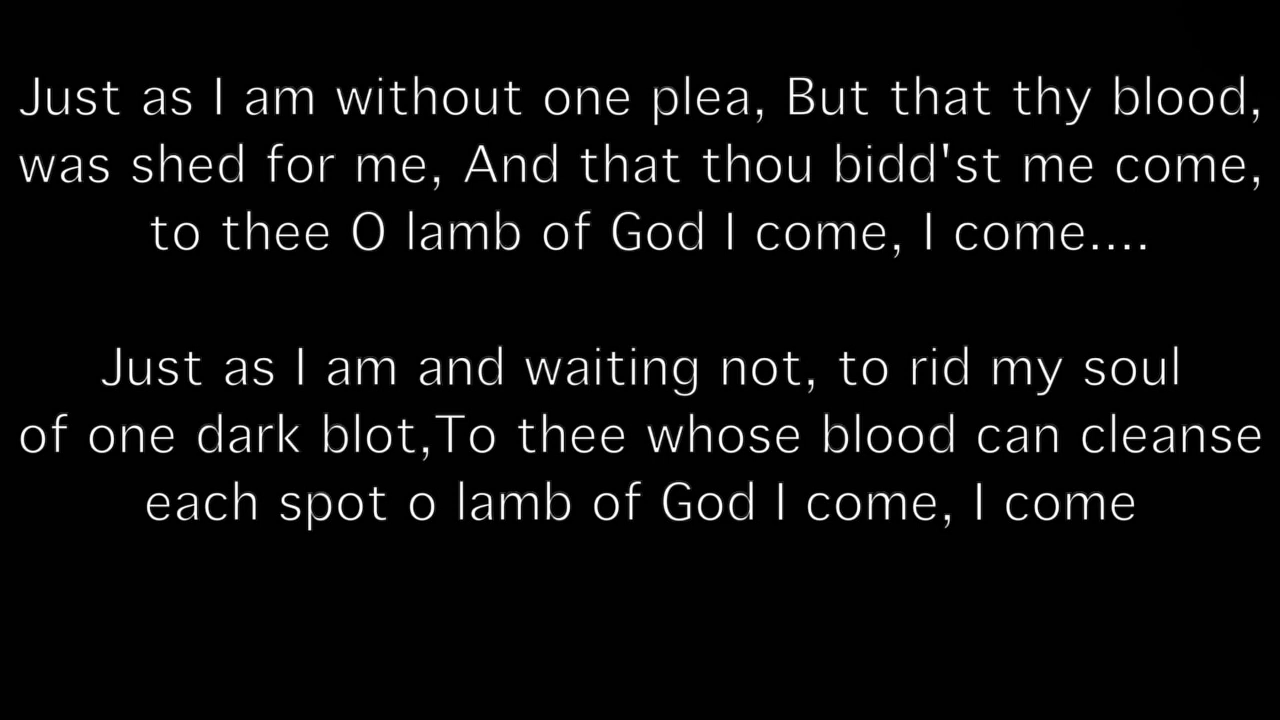 Just as I am without one plea, But that thy blood,
was shed for me, And that thou bidd'st me come,
to thee O lamb of God I come, I come....
Just as I am and waiting not, to rid my soul
of one dark blot,To thee whose blood can cleanse
each spot o lamb of God I come, I come